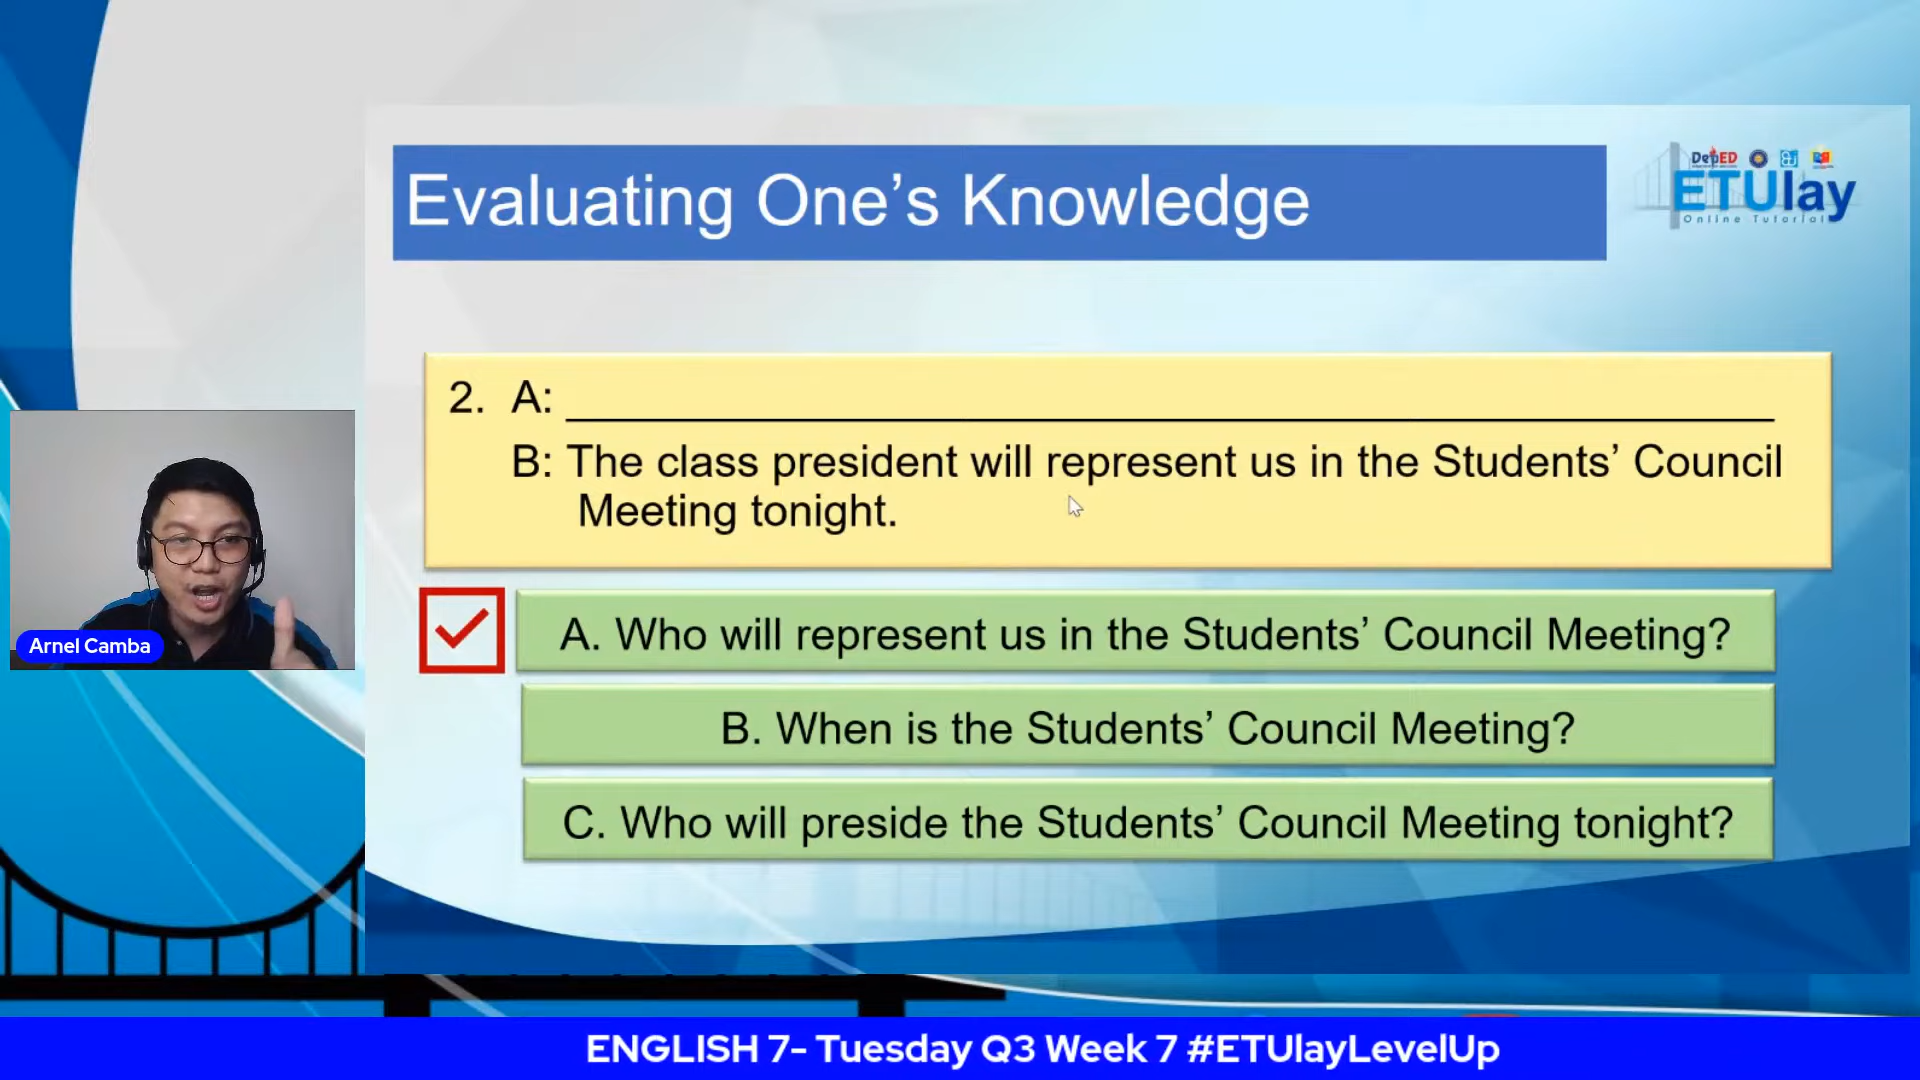 Evaluating One's Knowledge
DepED
ETUlay
Online Tutorial
2. A: ____________________
B: The class president will represent us in the Students' Council
Meeting tonight.
A. Who will represent us in the Students' Council Meeting?
B. When is the Students' Council Meeting?
C. Who will preside the Students' Council Meeting tonight?
Arnel Camba
ENGLISH 7- Tuesday Q3 Week 7 #ETUlayLevelUp